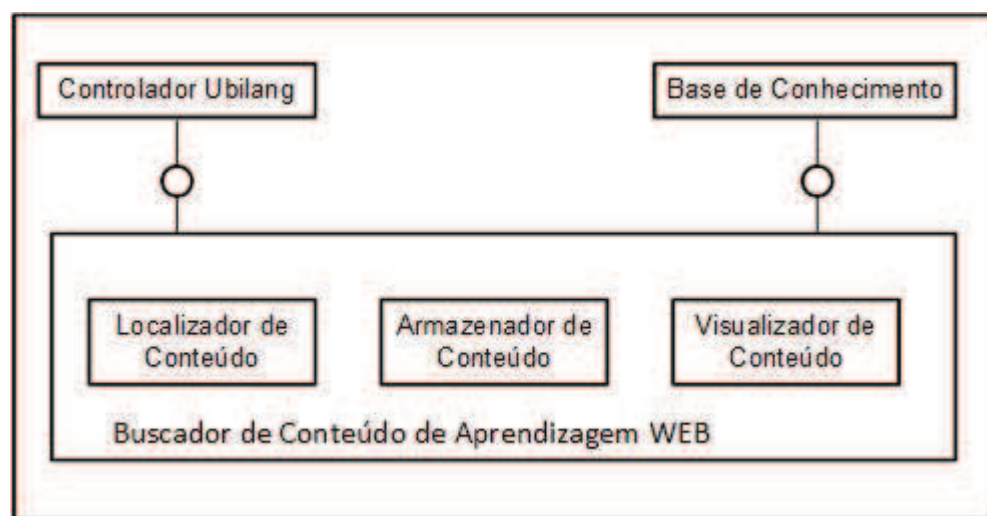 Controlador Ubilang
Base de Conhecimento
Localizador de
Conteúdo
Armazenador de
Conteúdo
Visualizador de
Conteúdo
Buscador de Conteúdo de Aprendizagem WEB